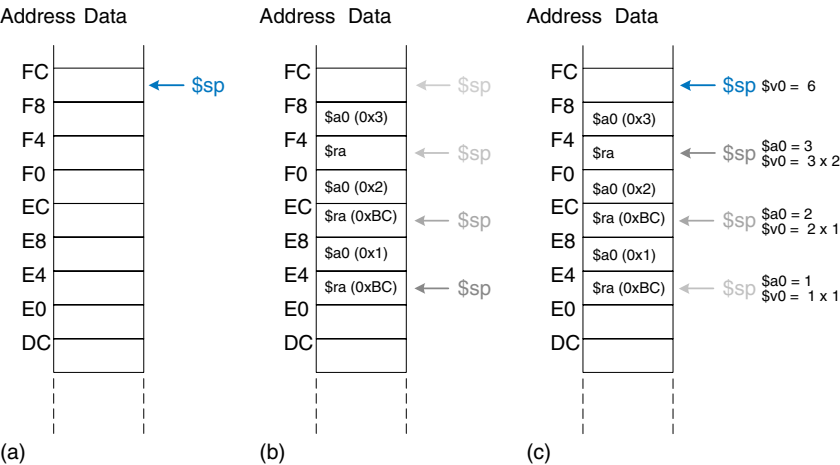 Address Data
FC
$sp
F8
F4
F0
EC
E8
E4
E0
DC
(a)
Address Data
FC
$sp
F8
$a0 (0x3)
F4
$ra
$sp
F0
$a0 (0x2)
EC
$ra (0xBC)
$sp
E8
$a0 (0x1)
E4
$ra (0xBC)
$sp
E0
DC
(b)
Address Data
FC
$sp $v0 = 6
F8
$a0 (0x3)
F4
$ra
$sp
$a0 = 3
$v0 = 3 x 2
F0
$a0 (0x2)
EC
$ra (0xBC)
$sp
$a0 = 2
$v0 = 2 x 1
E8
$a0 (0x1)
E4
$ra (0xBC)
$sp
$a0 = 1
$v0 = 1 x 1
E0
DC
(c)